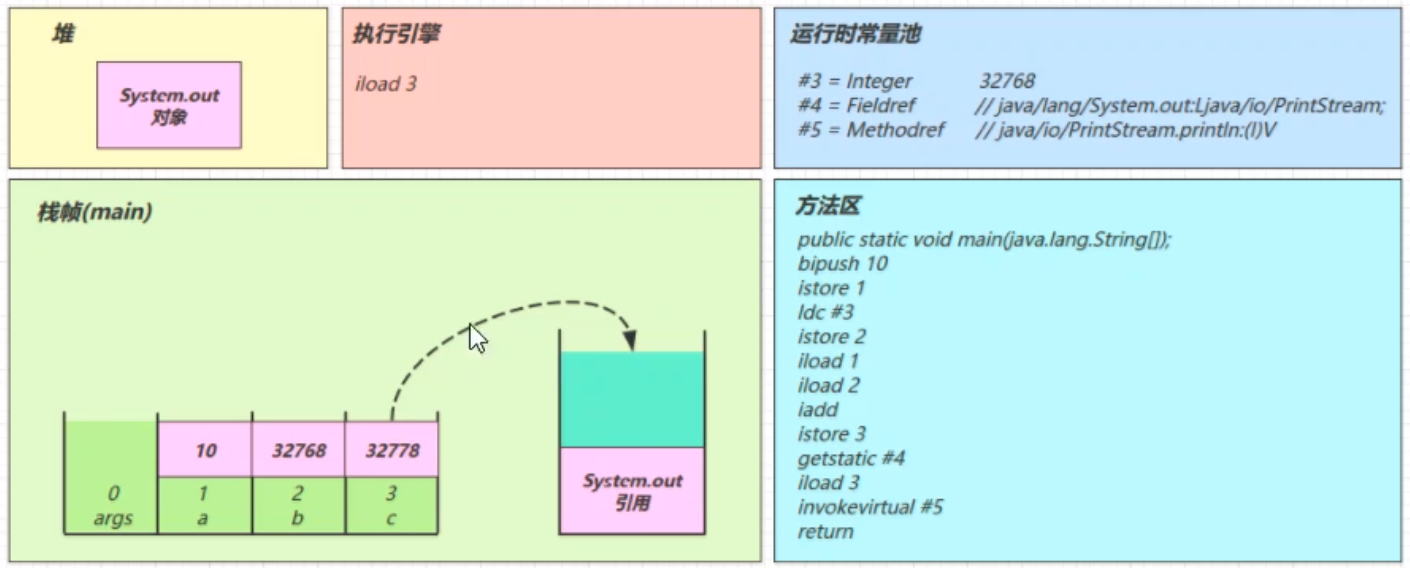 堆
System.out
对象
执行引擎
iload 3
运行时常量池
#3 = Integer 32768
#4 = Fieldref // java/lang/System.out:Ljava/io/PrintStream;
#5 = Methodref // java/io/PrintStream.println:(I)V
栈帧(main)
10 32768 32778
0 1 2 3
args a b c
System.out
引用
方法区
public static void main(java.lang.String[]);
bipush 10
istore 1
ldc #3
istore 2
iload 1
iload 2
iadd
istore 3
getstatic #4
iload 3
invokevirtual #5
return